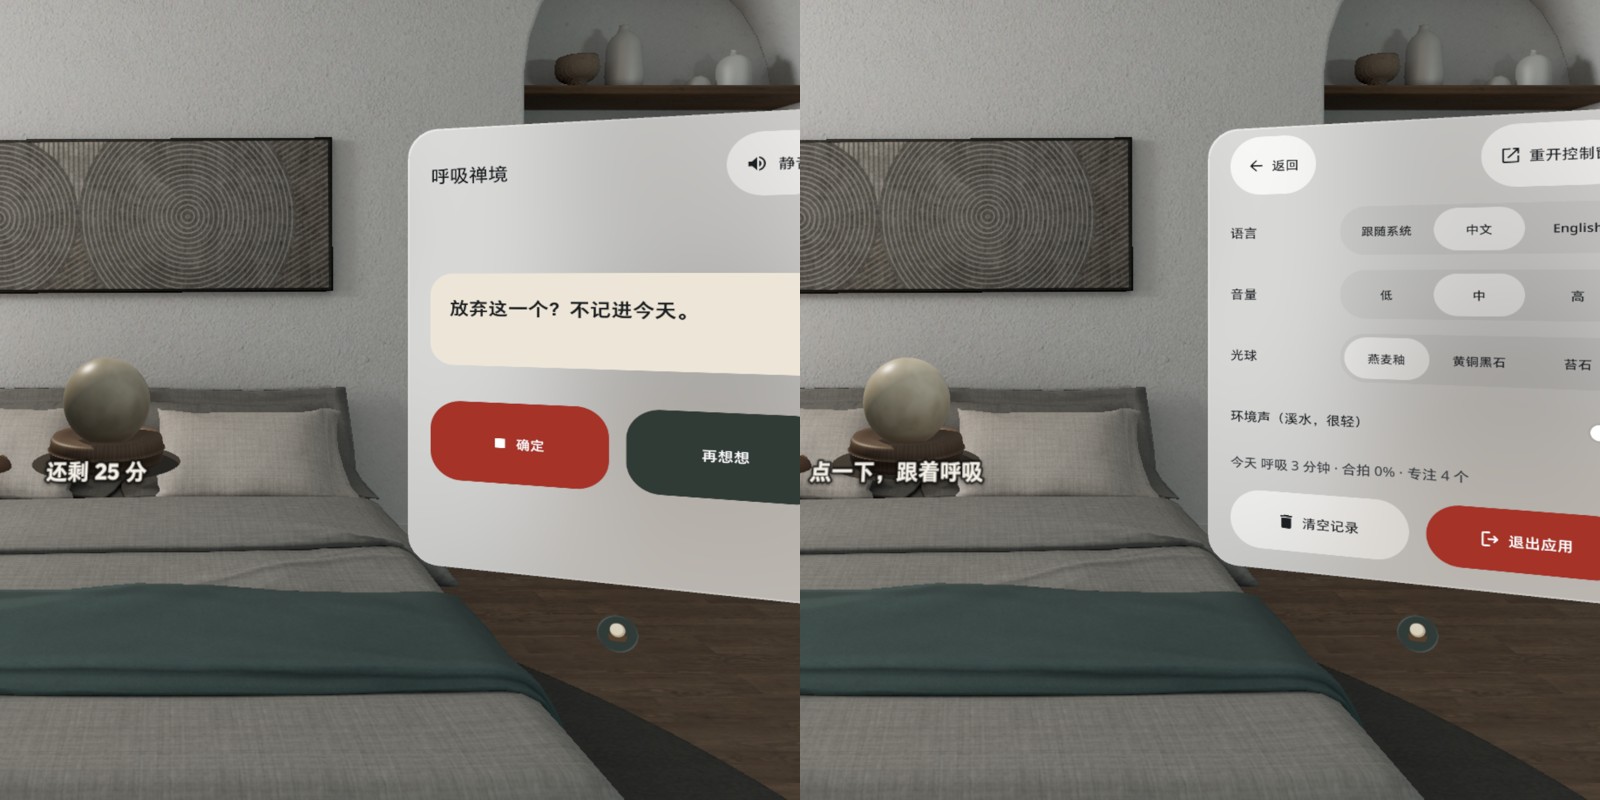 呼吸禅境
静
放弃这一个？不记进今天。
确定
再想想
还剩 25 分
返回
重开控制
语言
跟随系统
中文
English
音量
低
中
高
光球
燕麦釉
黄铜黑石
苔石
环境声（溪水，很轻）
今天 呼吸 3 分钟 · 合拍 0% · 专注 4 个
清空记录
退出应用
点一下，跟着呼吸